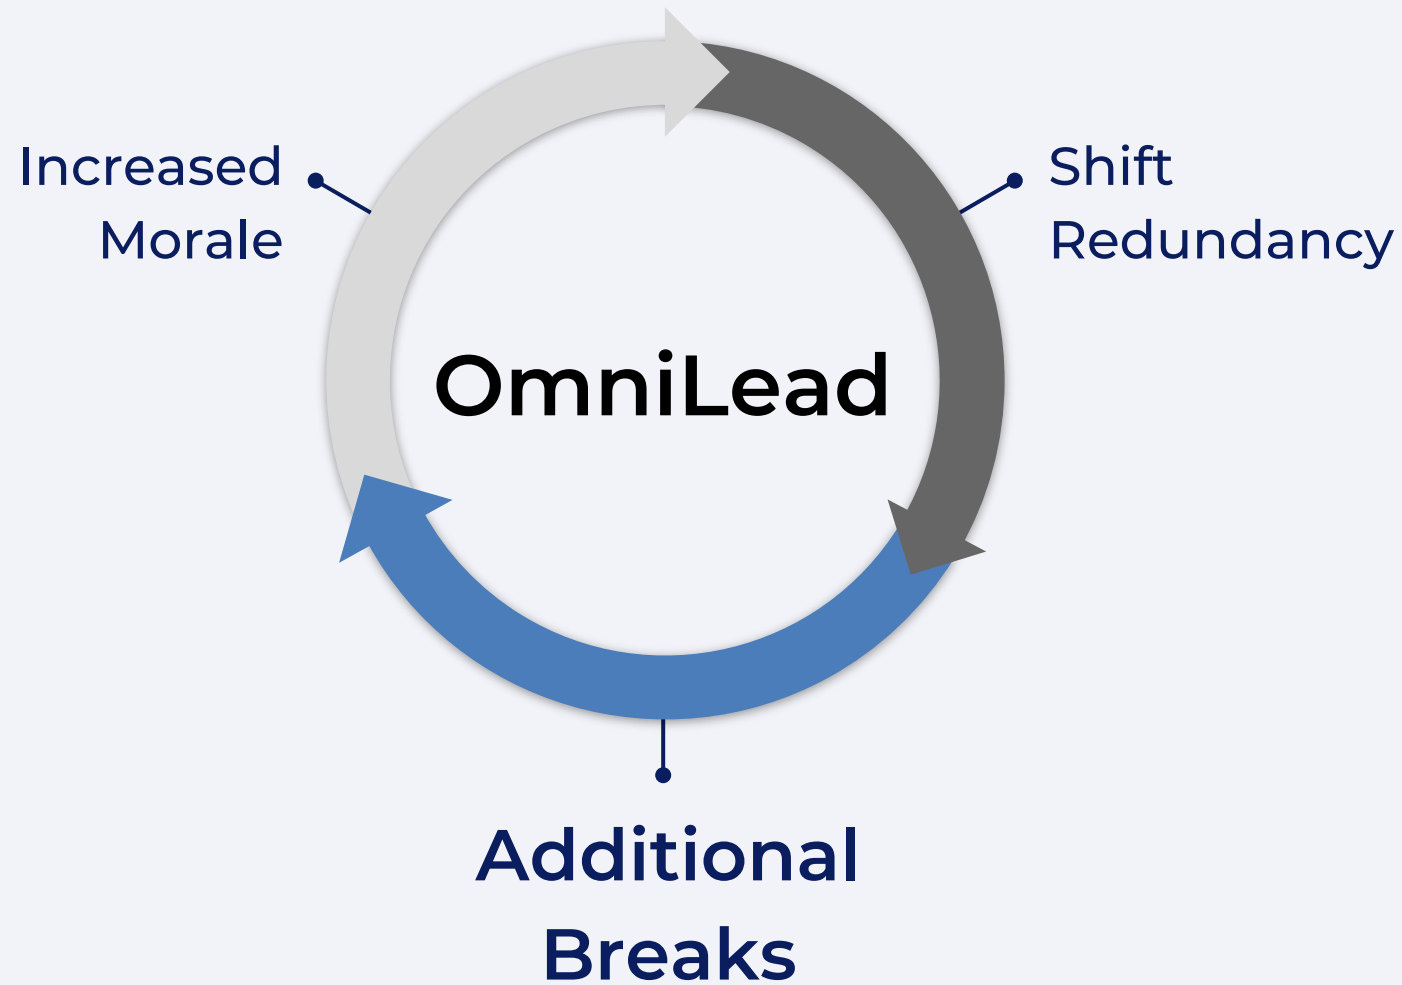 Increased
Morale
Shift
Redundancy
OmniLead
Additional
Breaks